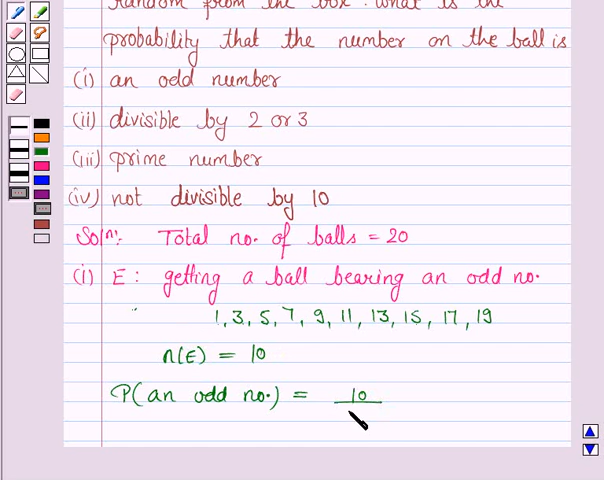 random from the box. What is the
probability that the number on the ball is
(i) an odd number
(ii) divisible by 2 or 3
(iii) prime number
(iv) not divisible by 10
Soln: Total no. of balls = 20
(i) E: getting a ball bearing an odd no.
1, 3, 5, 7, 9, 11, 13, 15, 17, 19
n(E) = 10
P(an odd no.) = 10